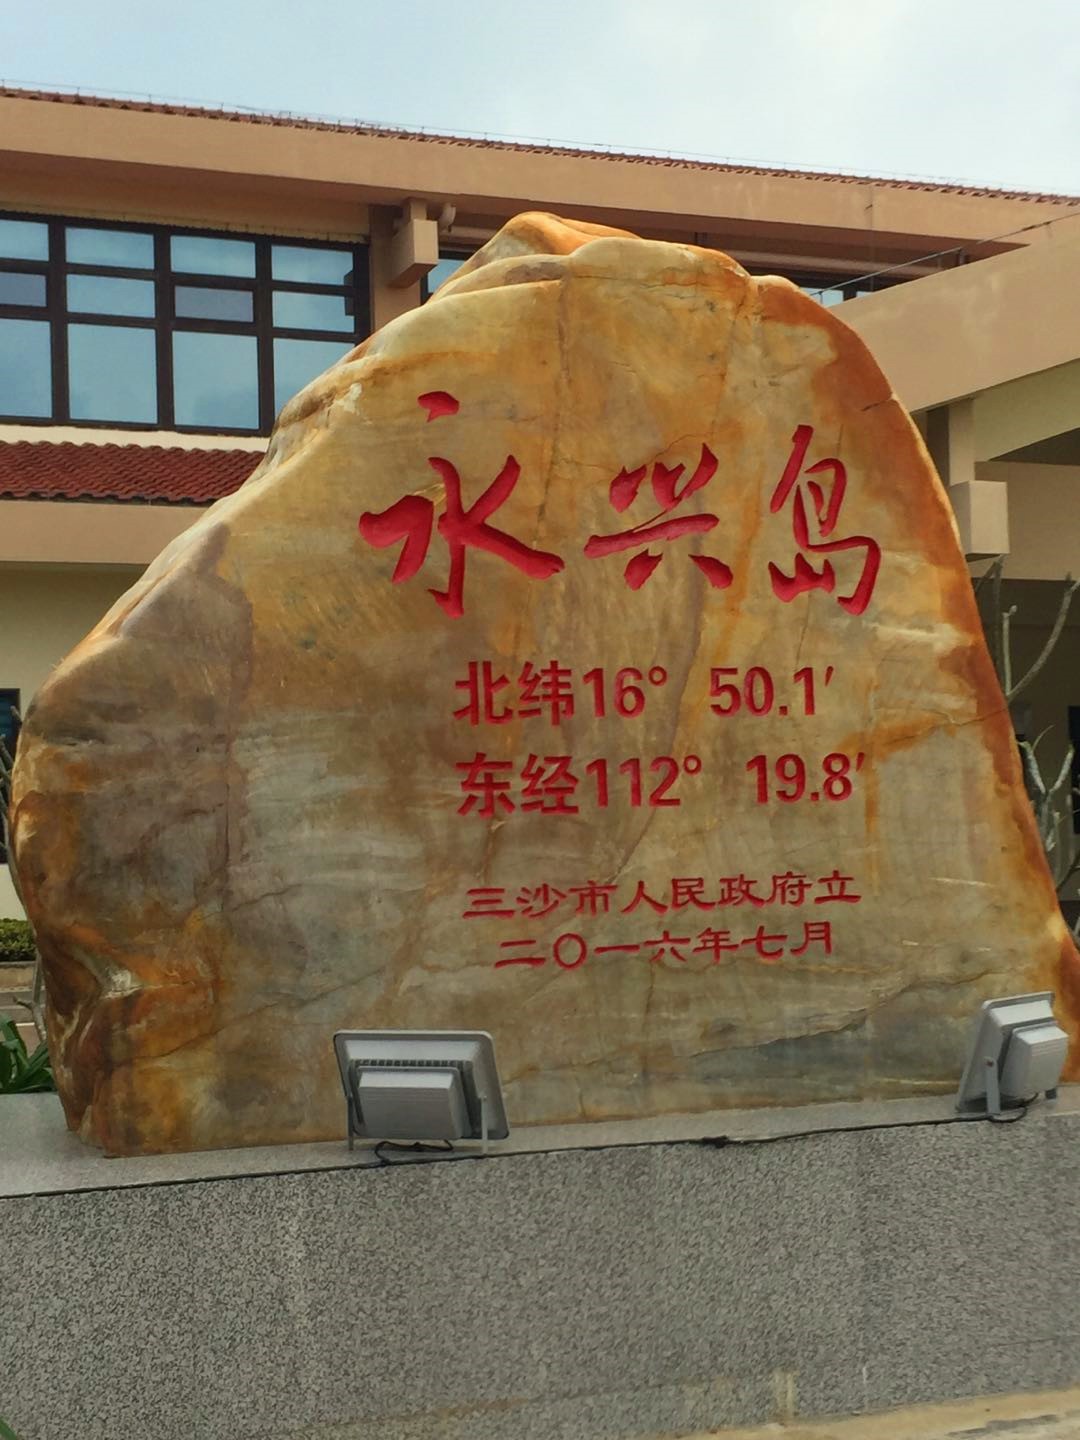 永兴岛
北纬16° 50.1′
东经112° 19.8′
三沙市人民政府立
二〇一六年七月